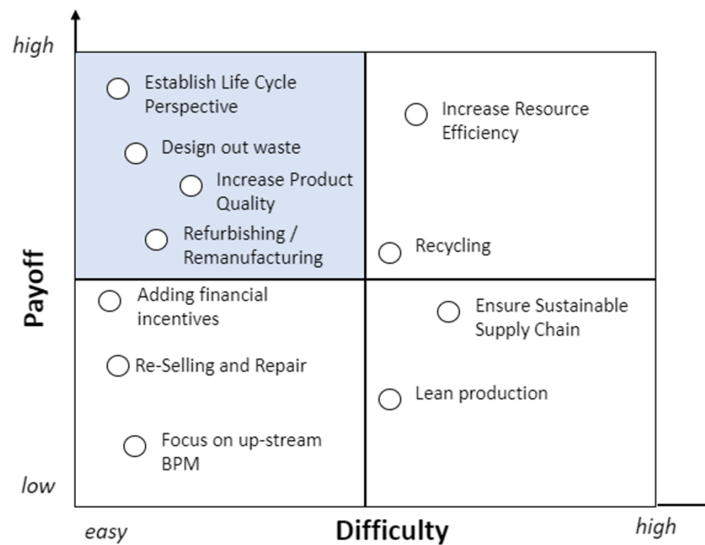 high
Establish Life Cycle
Perspective
Increase Resource
Efficiency
Design out waste
Increase Product
Quality
Refurbishing /
Remanufacturing
Recycling
Payoff
Adding financial
incentives
Ensure Sustainable
Supply Chain
Re-Selling and Repair
Lean production
Focus on up-stream
BPM
low
easy
Difficulty
high